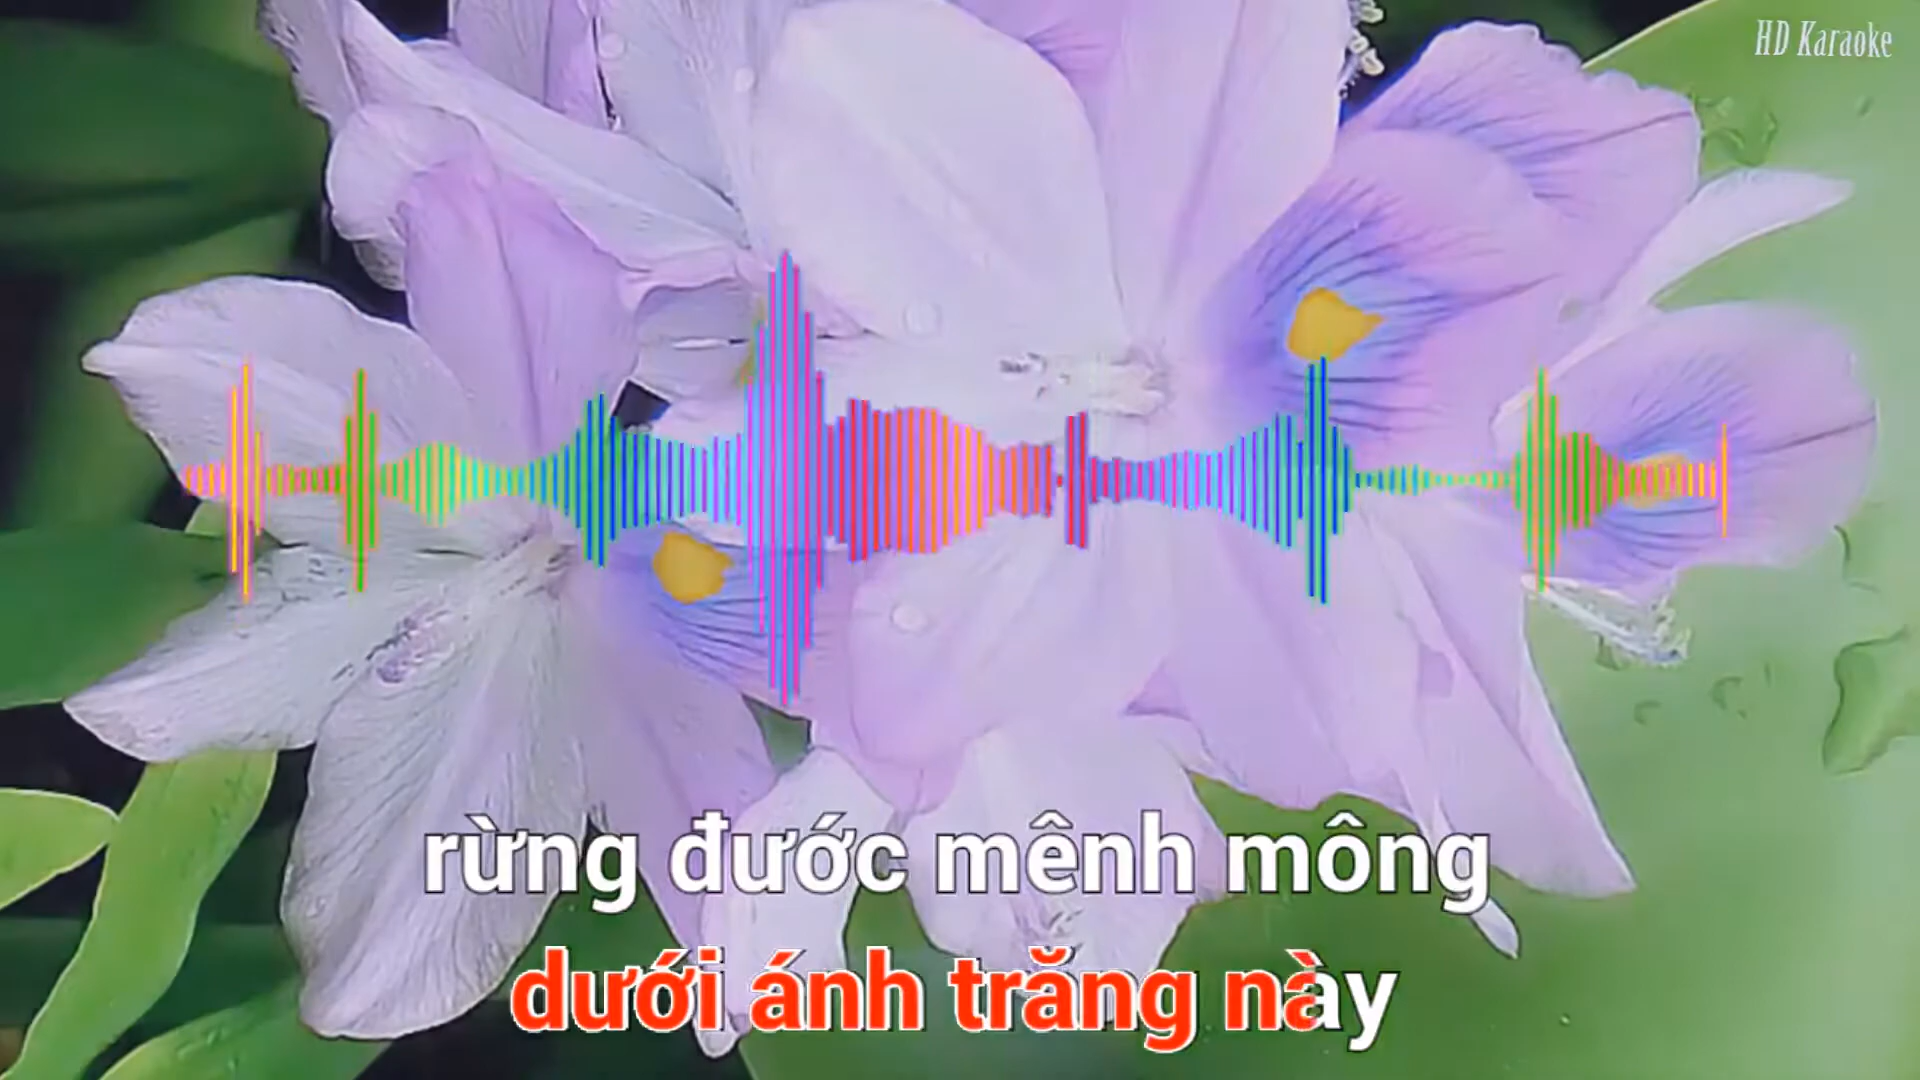 HD Karaoke
rừng đước mênh mông
dưới ánh trăng này